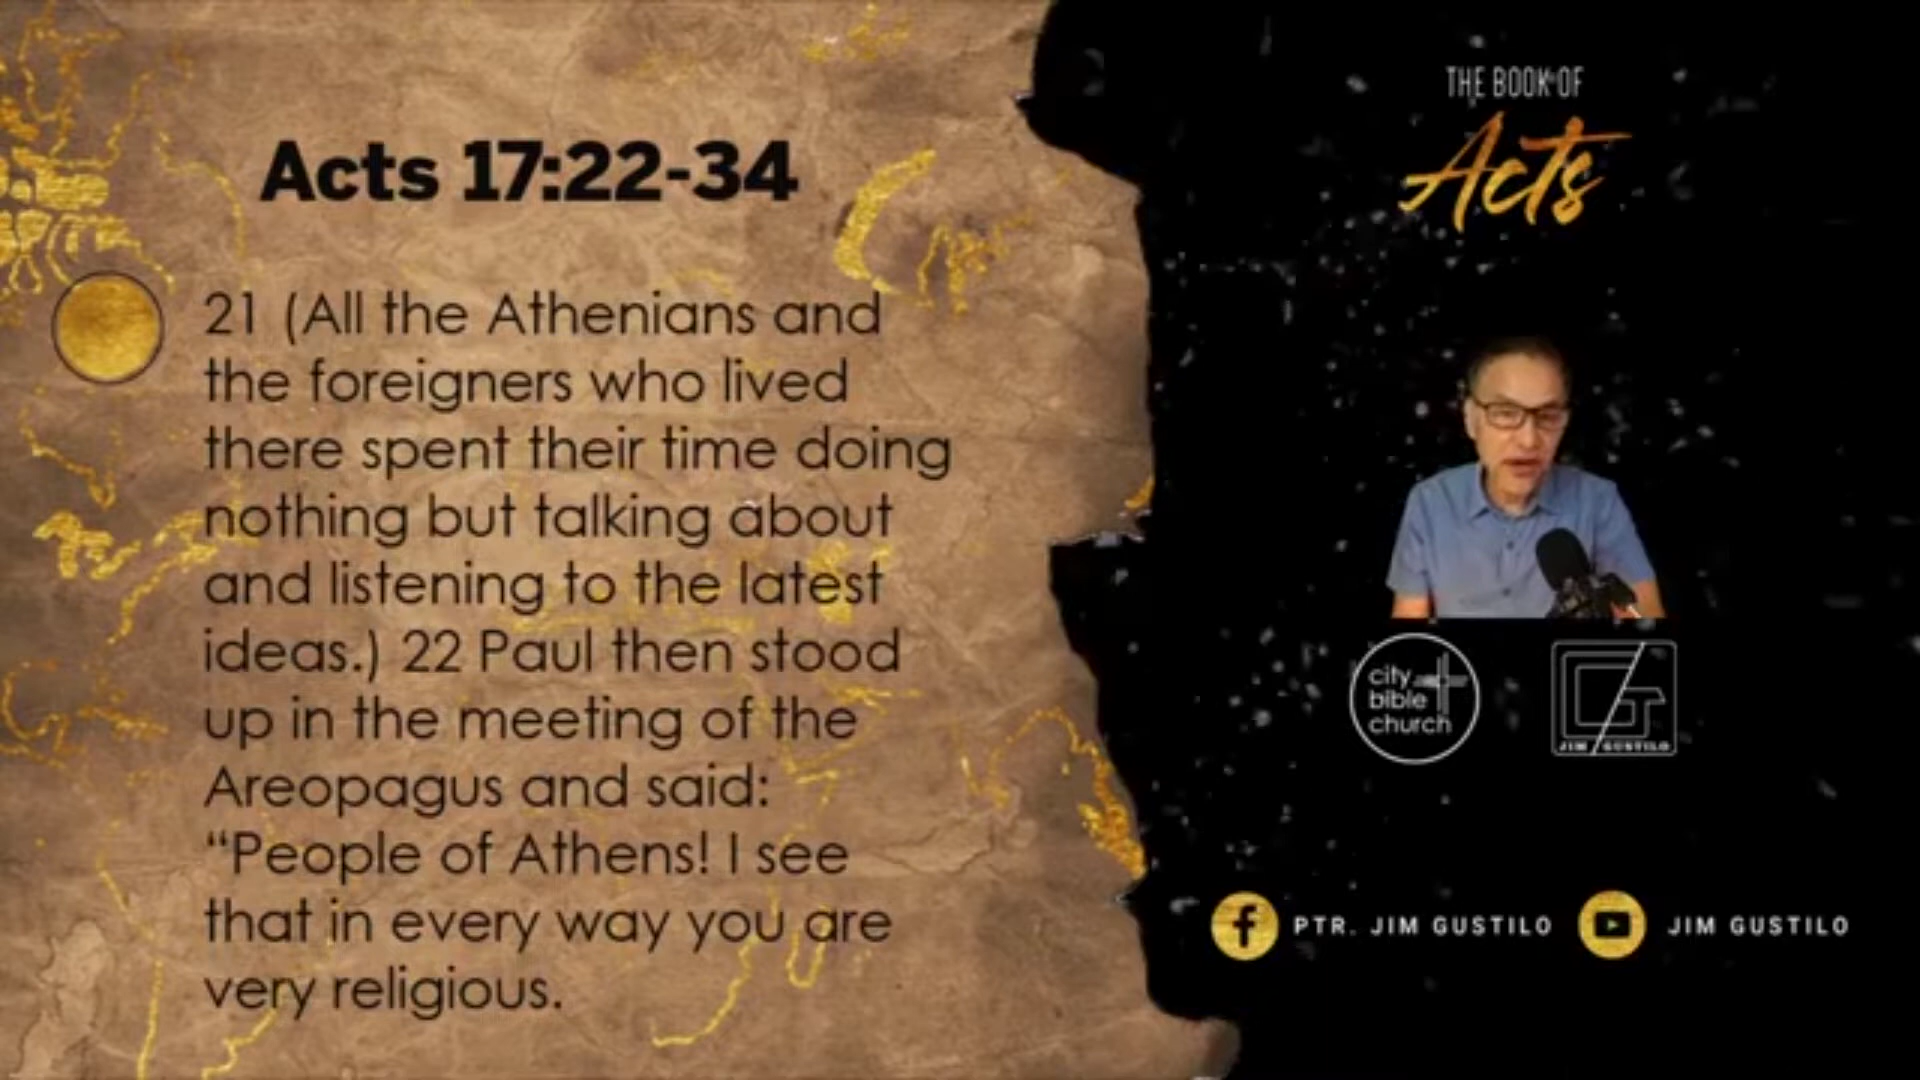 Acts 17:22-34
21 (All the Athenians and
the foreigners who lived
there spent their time doing
nothing but talking about
and listening to the latest
ideas.) 22 Paul then stood
up in the meeting of the
Areopagus and said:
“People of Athens! I see
that in every way you are
very religious.
THE BOOK OF
Acts
city
bible
church
JIM GUSTILO
PTR. JIM GUSTILO
JIM GUSTILO